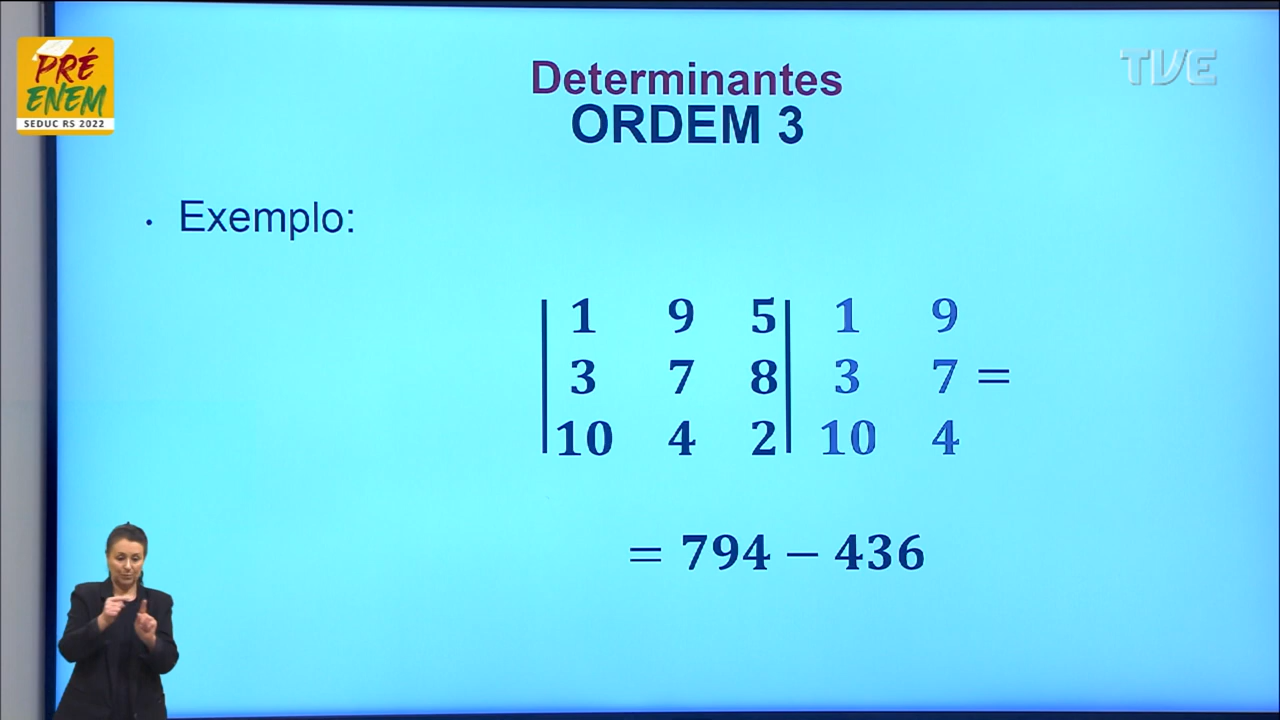 PRÉ
ENEM
SEDUC RS 2022
TVE
Determinantes
ORDEM 3
• Exemplo:
| 1 9 5 | 1 9
| 3 7 8 | 3 7 =
| 10 4 2 | 10 4
= 794 − 436